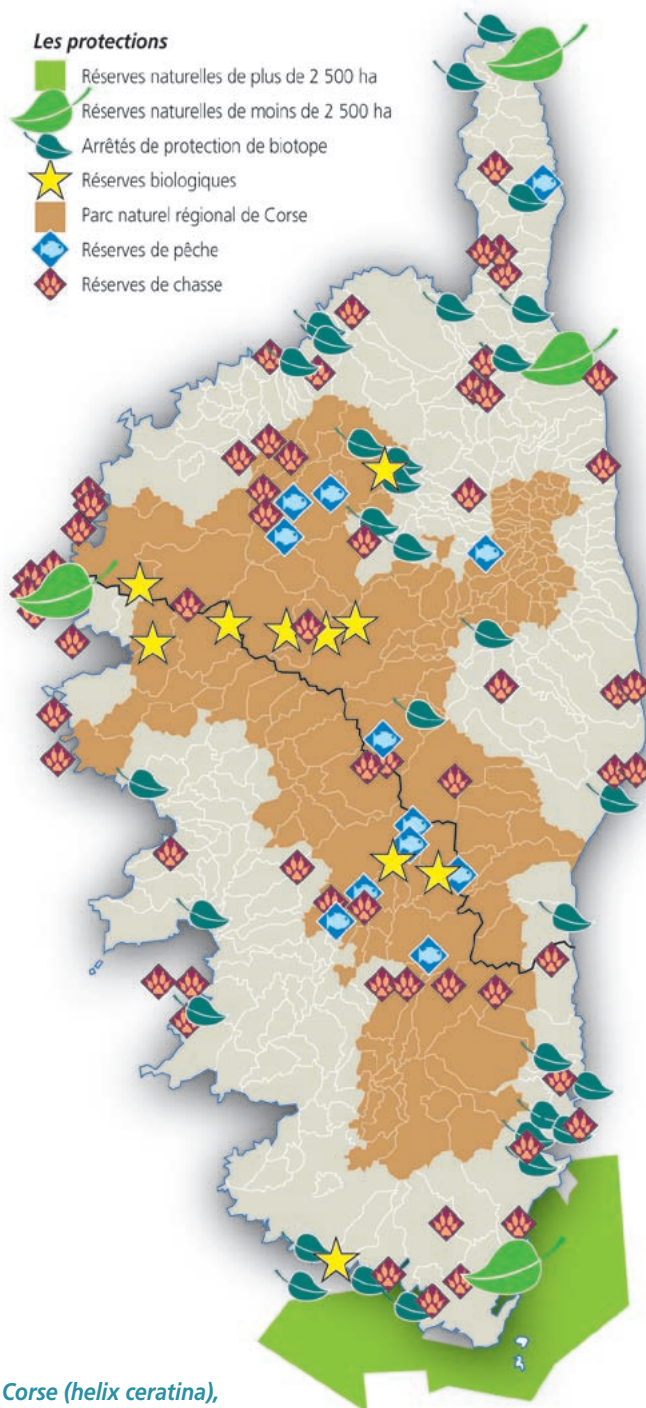 Les protections
Réserves naturelles de plus de 2 500 ha
Réserves naturelles de moins de 2 500 ha
Arrêtés de protection de biotope
Réserves biologiques
Parc naturel régional de Corse
Réserves de pêche
Réserves de chasse
Corse (helix ceratina),